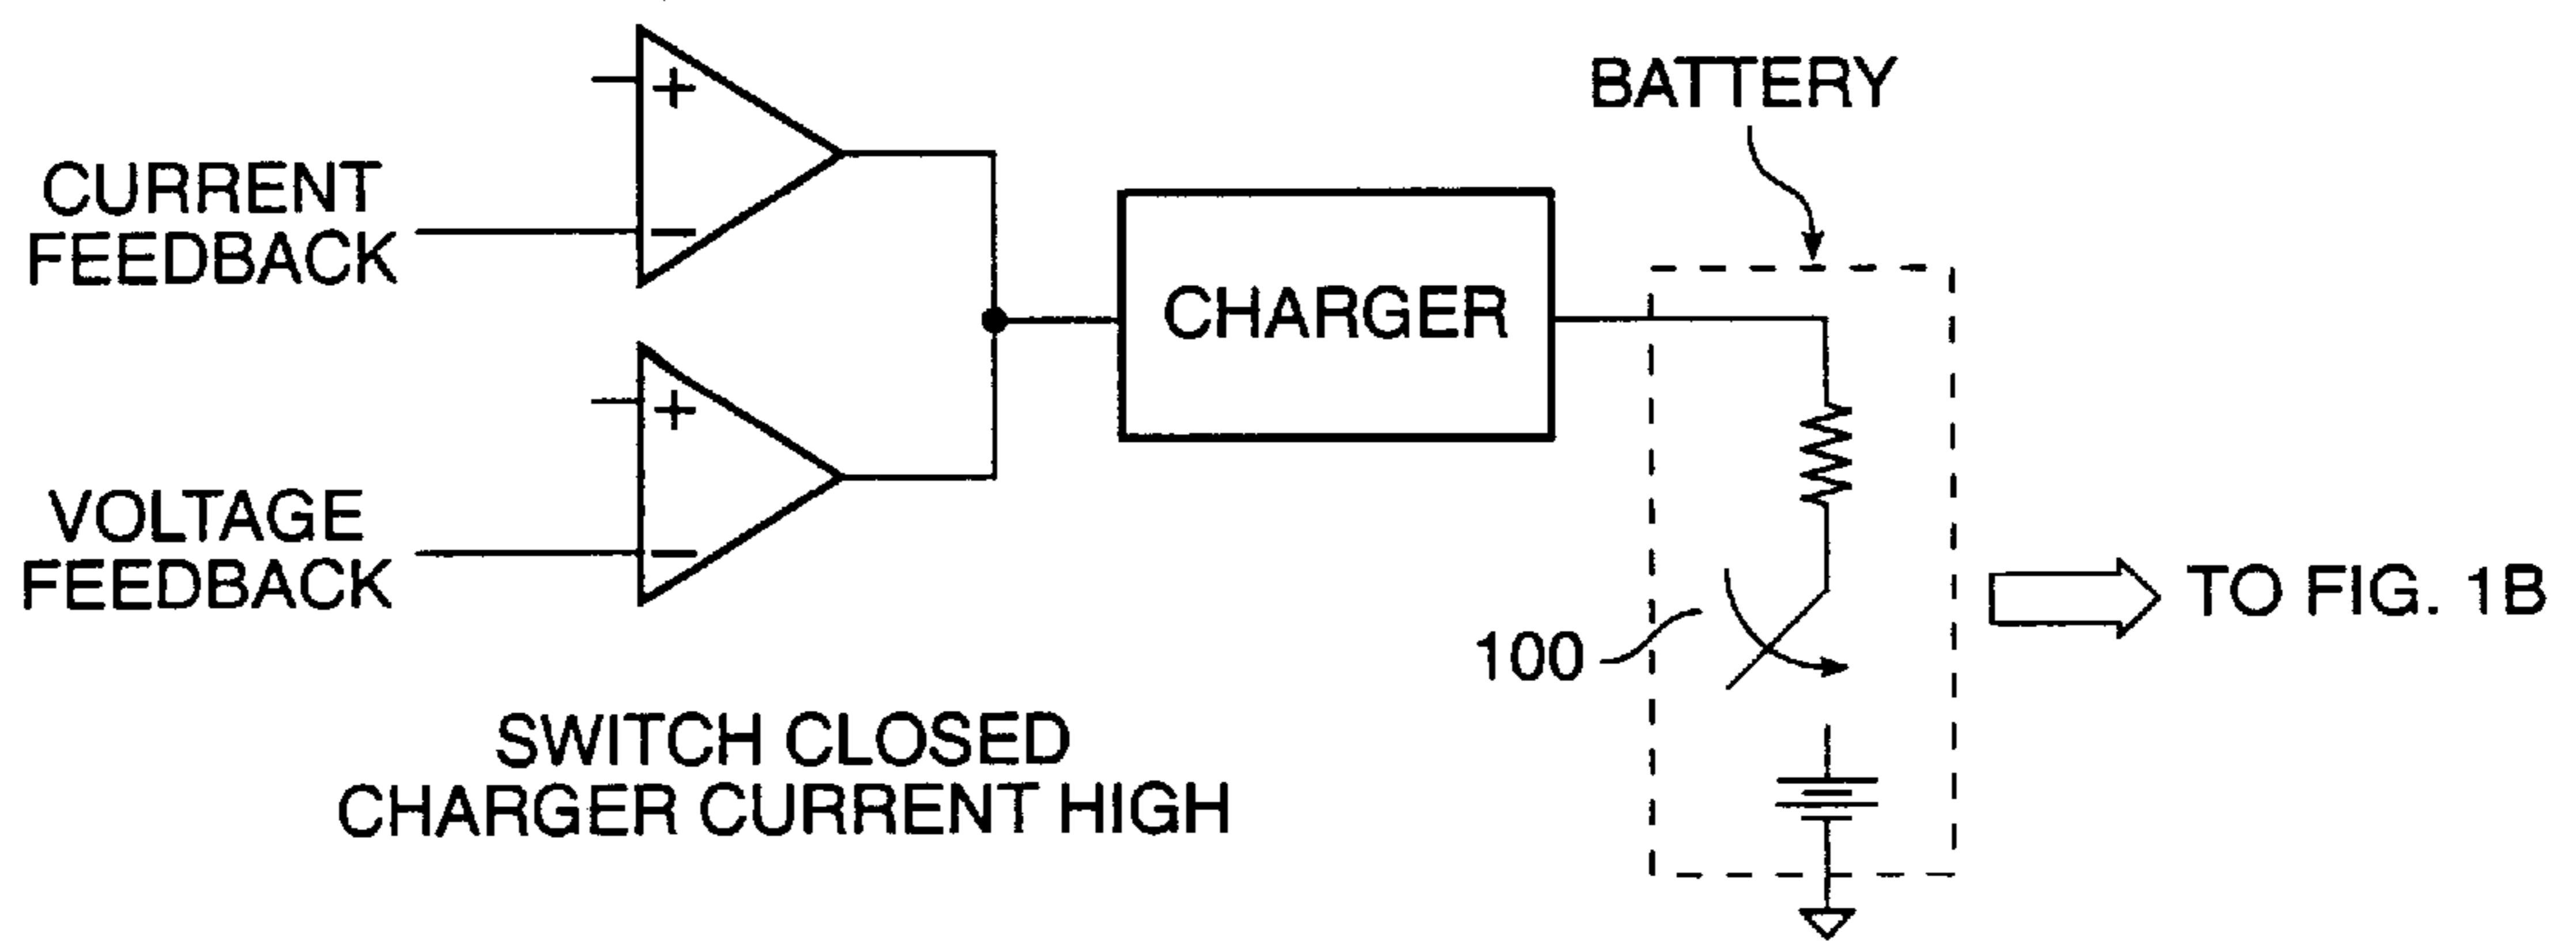 BATTERY
+
CURRENT
FEEDBACK
−
CHARGER
+
VOLTAGE
FEEDBACK
−
100
TO FIG. 1B
SWITCH CLOSED
CHARGER CURRENT HIGH